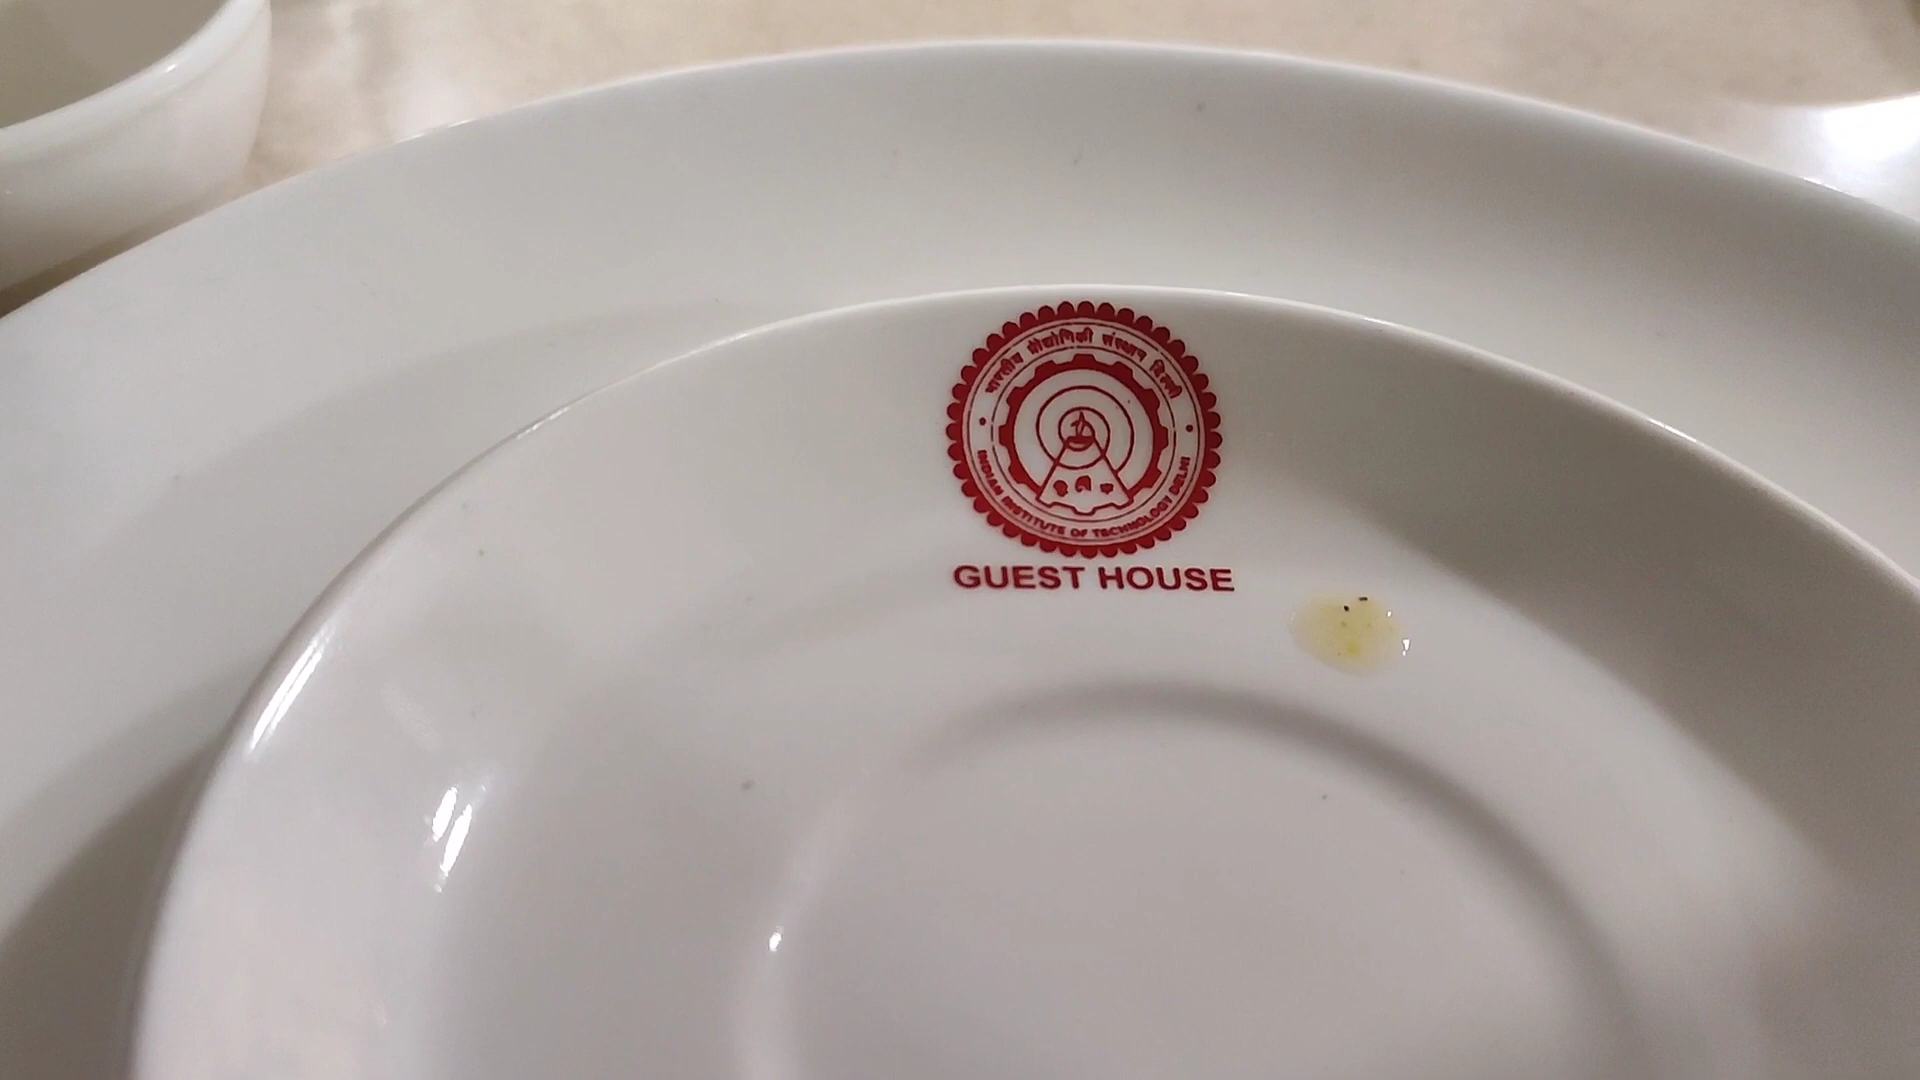 भारतीय प्रौद्योगिकी संस्थान दिल्ली
INDIAN INSTITUTE OF TECHNOLOGY DELHI
GUEST HOUSE